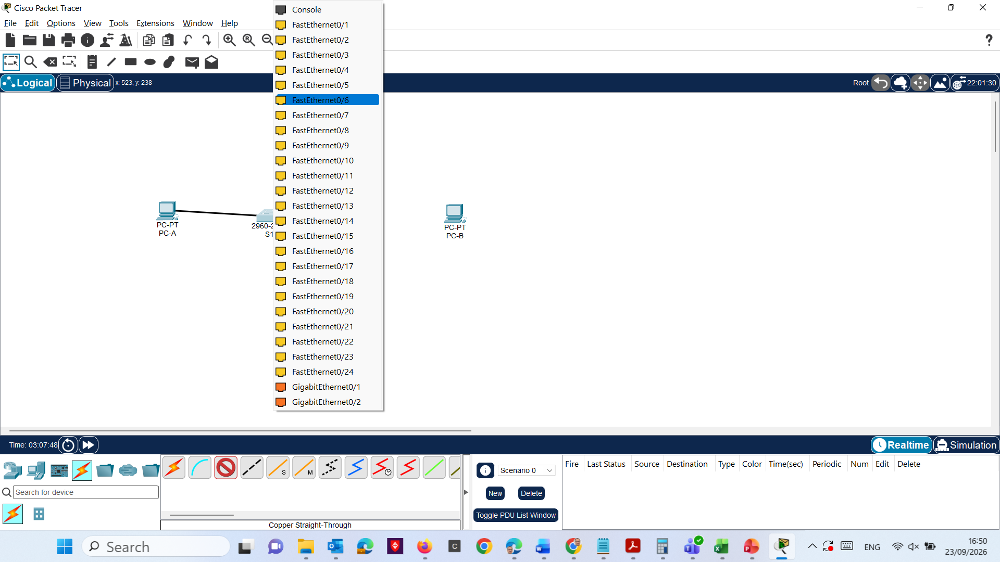 Cisco Packet Tracer
File Edit Options View Tools Extensions Window Help
Logical Physical x: 523, y: 238
Root 22:01:30
Console
FastEthernet0/1
FastEthernet0/2
FastEthernet0/3
FastEthernet0/4
FastEthernet0/5
FastEthernet0/6
FastEthernet0/7
FastEthernet0/8
FastEthernet0/9
FastEthernet0/10
FastEthernet0/11
FastEthernet0/12
FastEthernet0/13
FastEthernet0/14
FastEthernet0/15
FastEthernet0/16
FastEthernet0/17
FastEthernet0/18
FastEthernet0/19
FastEthernet0/20
FastEthernet0/21
FastEthernet0/22
FastEthernet0/23
FastEthernet0/24
GigabitEthernet0/1
GigabitEthernet0/2
PC-PT
PC-A
2960-2
S1
PC-PT
PC-B
Time: 03:07:48
Realtime Simulation
S M
Search for device
Copper Straight-Through
Scenario 0
New Delete
Toggle PDU List Window
Fire Last Status Source Destination Type Color Time(sec) Periodic Num Edit Delete
Search
ENG
16:50
23/09/2026